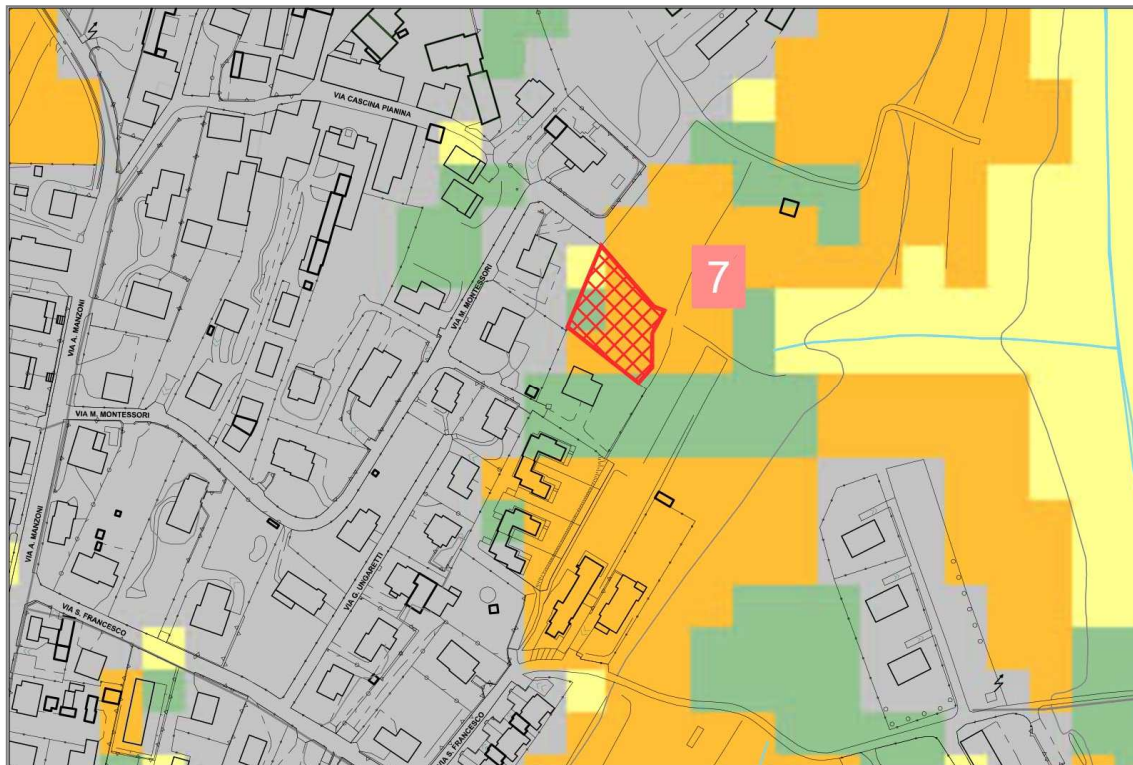 VIA CASCINA PIANINA
7
VIA M. MONTESSORI
VIA A. MANZONI
VIA M. MONTESSORI
VIA A. MANZONI
VIA G. UNGARETTI
VIA S. FRANCESCO
VIA S. FRANCESCO